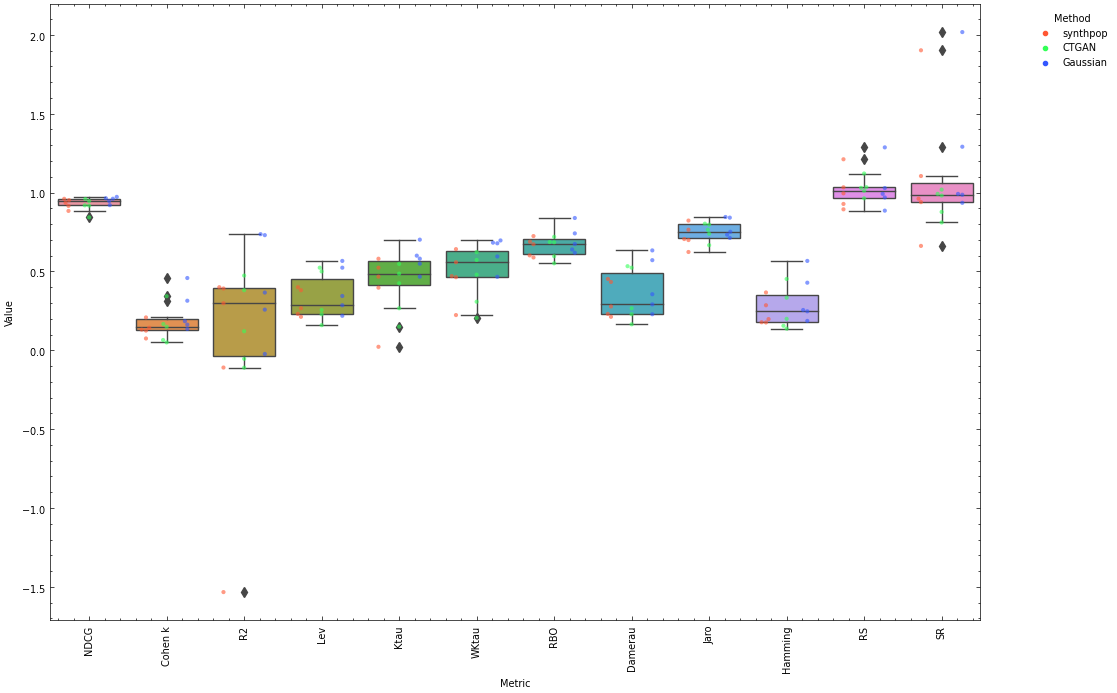 Method
synthpop
CTGAN
Gaussian
Value
2.0
1.5
1.0
0.5
0.0
−0.5
−1.0
−1.5
NDCG
Cohen k
R2
Lev
Ktau
WKtau
RBO
Damerau
Jaro
Hamming
RS
SR
Metric